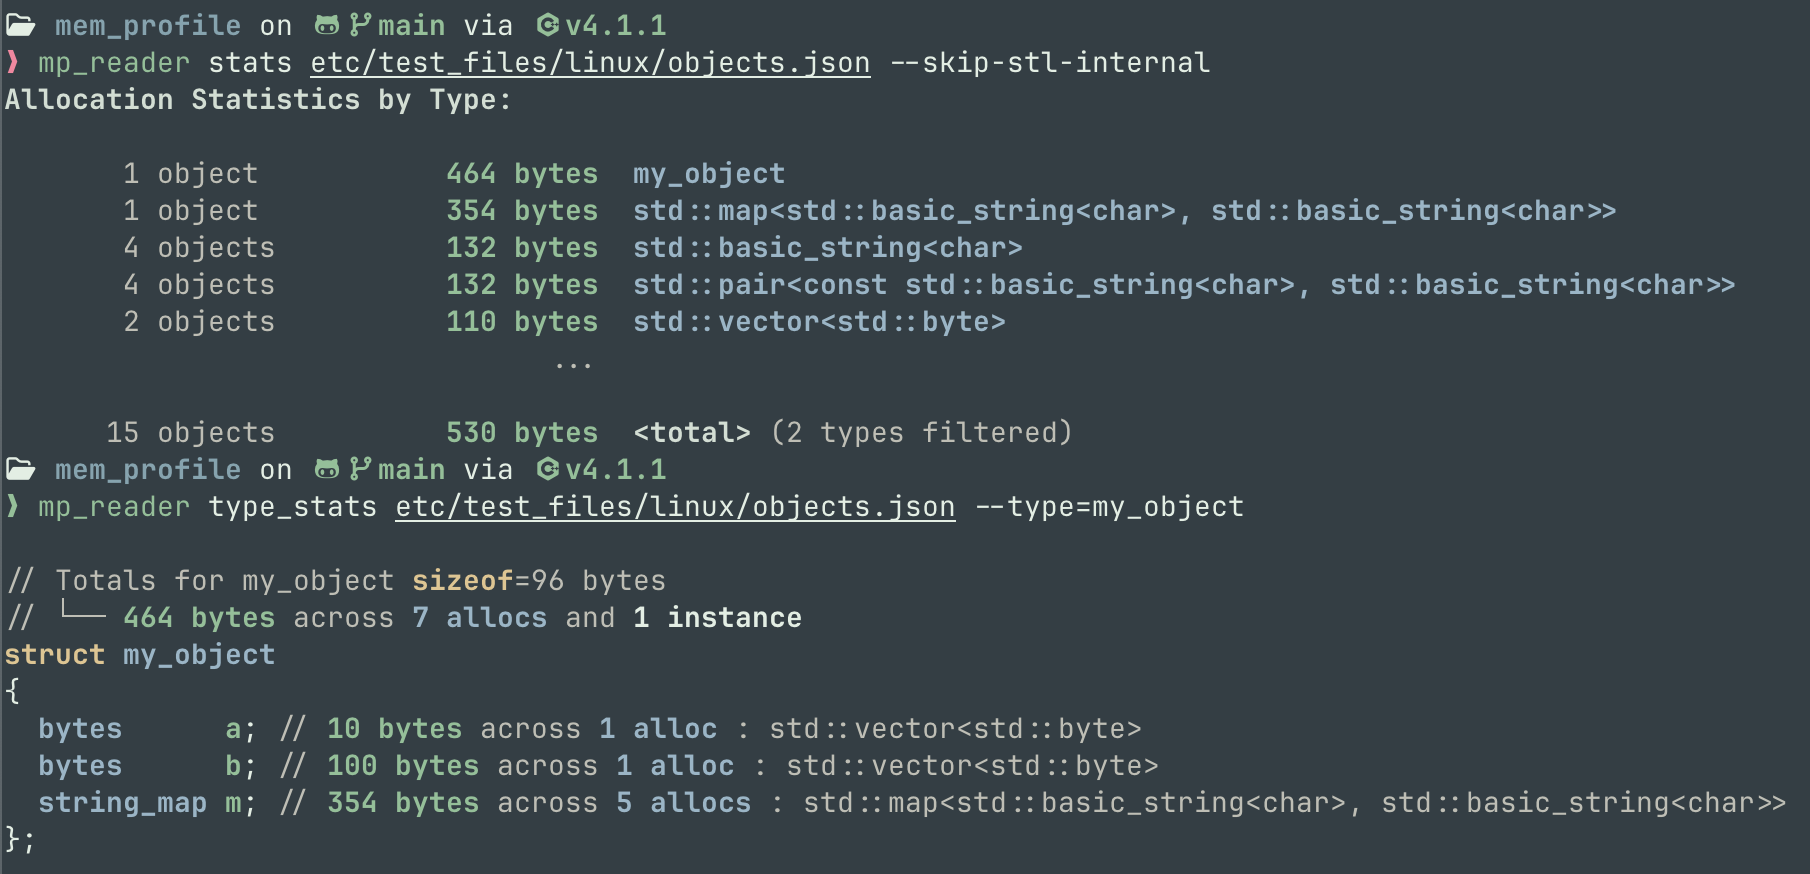 mem_profile on main via v4.1.1
❯ mp_reader stats etc/test_files/linux/objects.json --skip-stl-internal
Allocation Statistics by Type:
1 object 464 bytes my_object
1 object 354 bytes std::map<std::basic_string<char>, std::basic_string<char>>
4 objects 132 bytes std::basic_string<char>
4 objects 132 bytes std::pair<const std::basic_string<char>, std::basic_string<char>>
2 objects 110 bytes std::vector<std::byte>
...
15 objects 530 bytes <total> (2 types filtered)
mem_profile on main via v4.1.1
❯ mp_reader type_stats etc/test_files/linux/objects.json --type=my_object
// Totals for my_object sizeof=96 bytes
// └── 464 bytes across 7 allocs and 1 instance
struct my_object
{
  bytes      a; // 10 bytes across 1 alloc : std::vector<std::byte>
  bytes      b; // 100 bytes across 1 alloc : std::vector<std::byte>
  string_map m; // 354 bytes across 5 allocs : std::map<std::basic_string<char>, std::basic_string<char>>
};